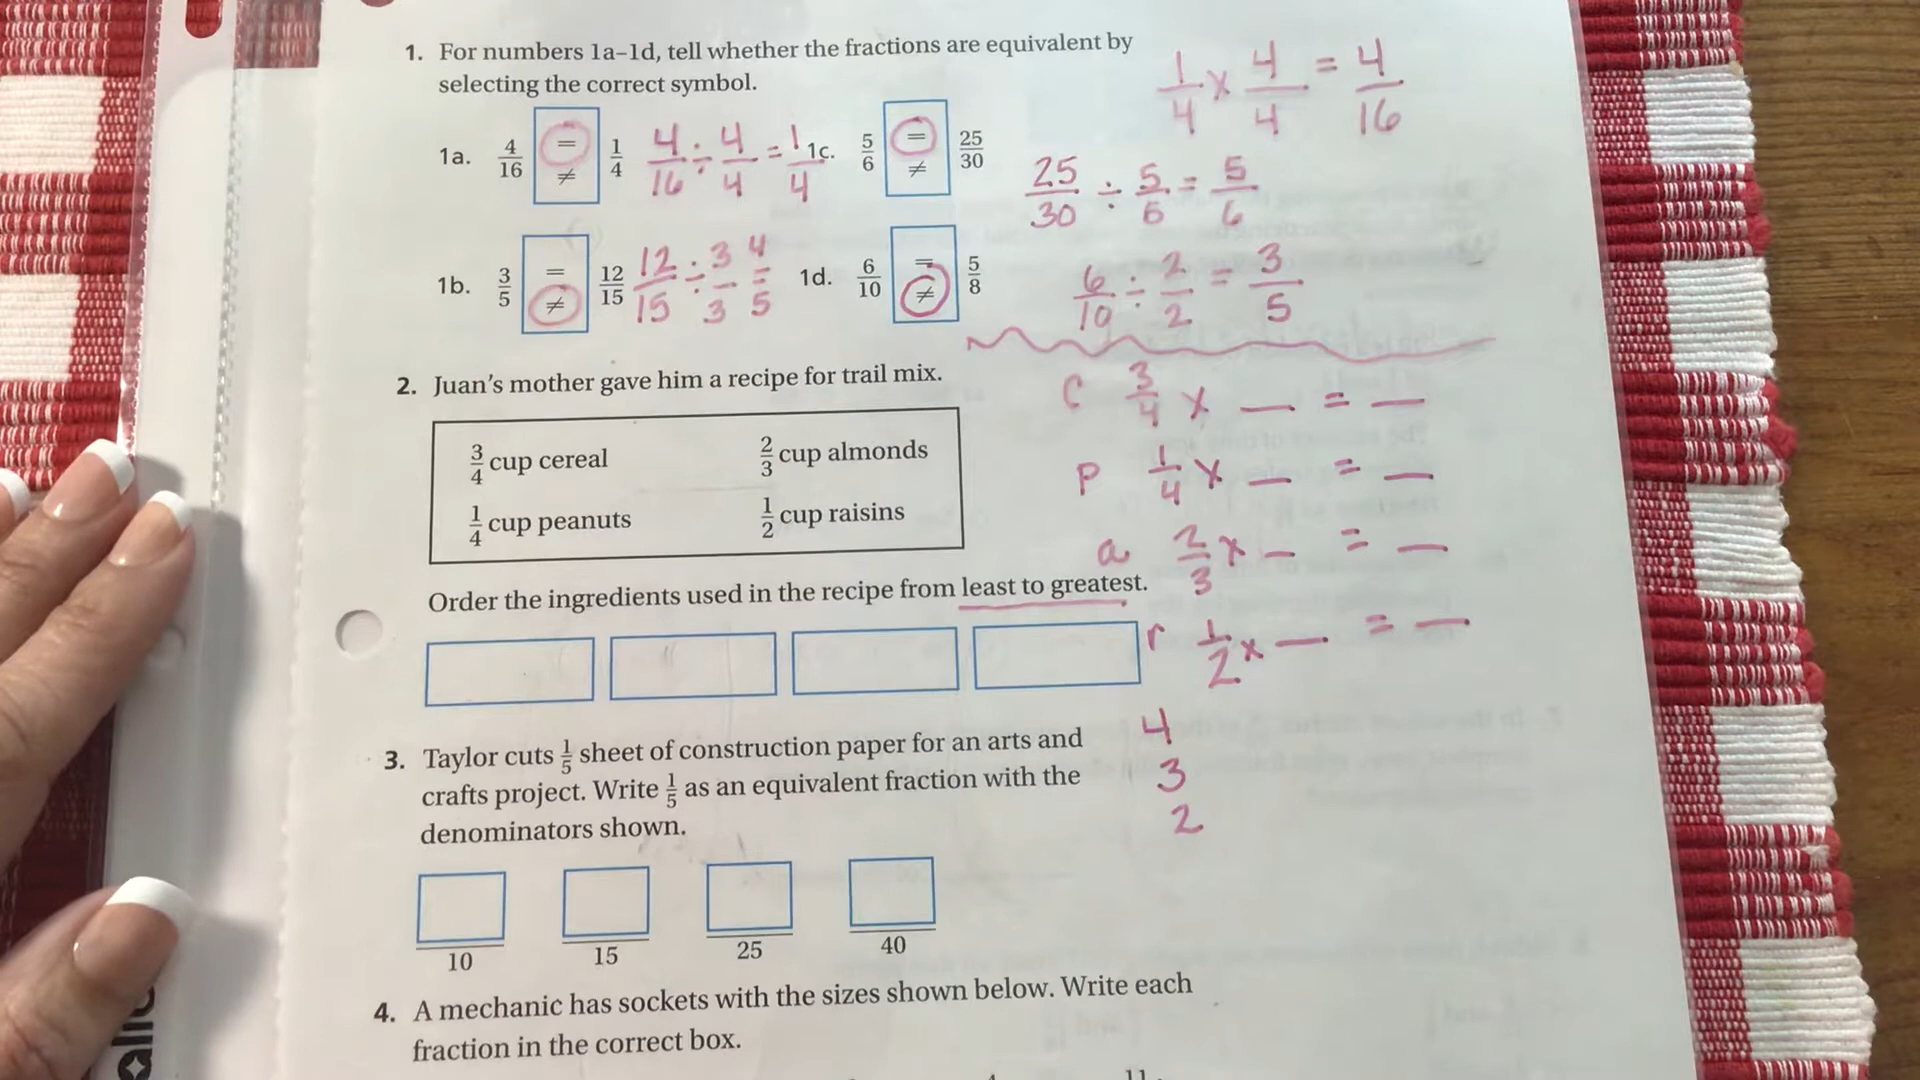 1. For numbers 1a–1d, tell whether the fractions are equivalent by
selecting the correct symbol.
1/4 x 4/4 = 4/16
1a. 4/16 = ≠ 1/4 4/16 ÷ 4/4 = 1/4
1c. 5/6 = ≠ 25/30
25/30 ÷ 5/5 = 5/6
1b. 3/5 = ≠ 12/15 12/15 ÷ 3/3 = 4/5
1d. 6/10 = ≠ 5/8
6/10 ÷ 2/2 = 3/5
2. Juan's mother gave him a recipe for trail mix.
3/4 cup cereal 2/3 cup almonds
1/4 cup peanuts 1/2 cup raisins
C 3/4 x __ = __
P 1/4 x __ = __
a 2/3 x __ = __
r 1/2 x __ = __
Order the ingredients used in the recipe from least to greatest.
4
3
2
3. Taylor cuts 1/5 sheet of construction paper for an arts and
crafts project. Write 1/5 as an equivalent fraction with the
denominators shown.
10 15 25 40
4. A mechanic has sockets with the sizes shown below. Write each
fraction in the correct box.